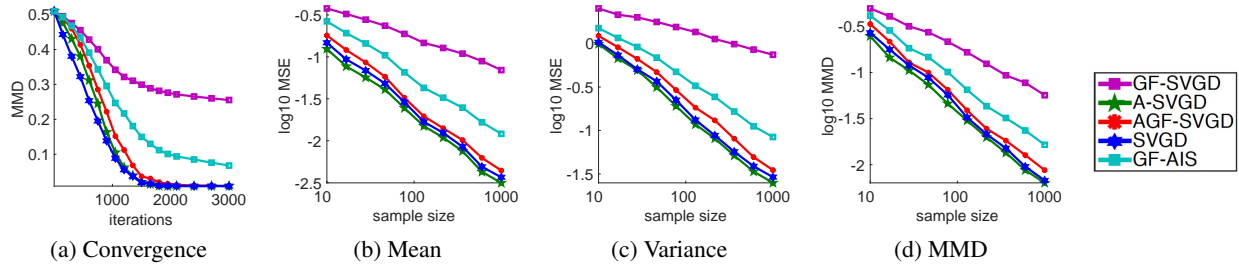 0.5
0.4
0.3
0.2
0.1
MMD
1000 2000 3000
iterations
(a) Convergence
-0.5
-1.0
-1.5
-2.0
-2.5
log10 MSE
10 100 1000
sample size
(b) Mean
0.0
-0.5
-1
-1.5
log10 MSE
10 100 1000
sample size
(c) Variance
-0.5
-1
-1.5
-2
log10 MMD
10 100 1000
sample size
(d) MMD
GF-SVGD
A-SVGD
AGF-SVGD
SVGD
GF-AIS